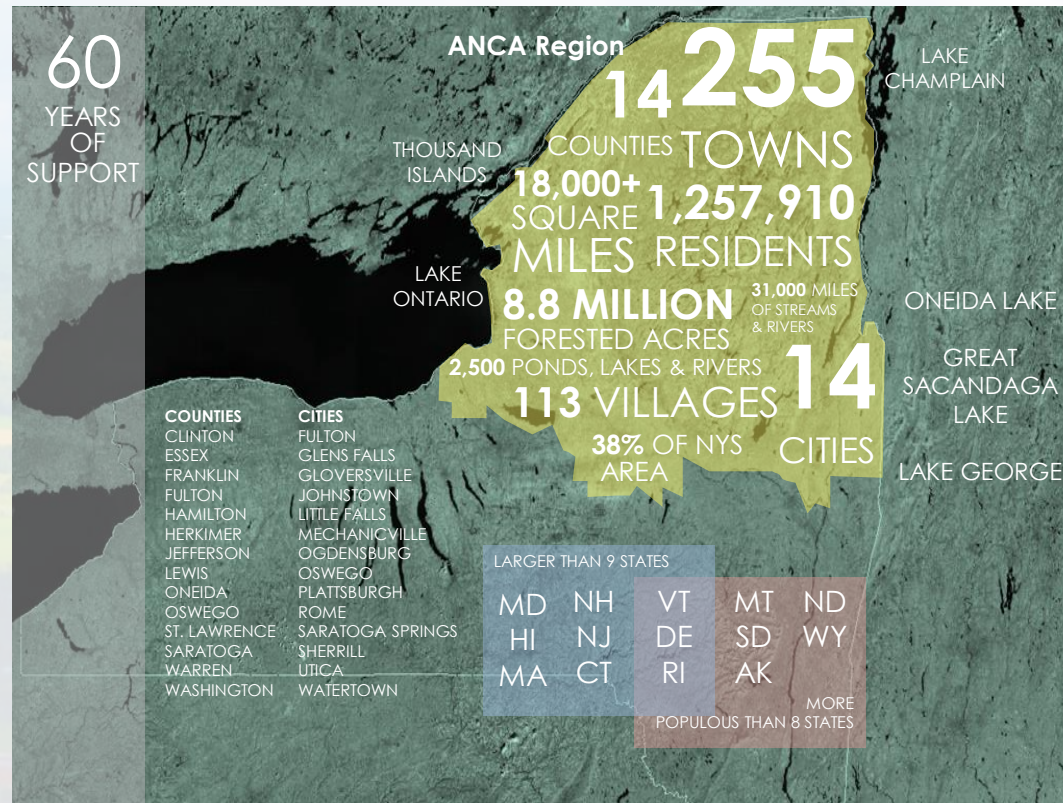 60
YEARS
OF
SUPPORT
ANCA Region
14
COUNTIES
255
TOWNS
18,000+
SQUARE
MILES
1,257,910
RESIDENTS
8.8 MILLION
FORESTED ACRES
31,000 MILES
OF STREAMS
& RIVERS
2,500 PONDS, LAKES & RIVERS
113 VILLAGES
14
CITIES
38% OF NYS
AREA
THOUSAND
ISLANDS
LAKE
ONTARIO
LAKE
CHAMPLAIN
ONEIDA LAKE
GREAT
SACANDAGA
LAKE
LAKE GEORGE
COUNTIES
CLINTON
ESSEX
FRANKLIN
FULTON
HAMILTON
HERKIMER
JEFFERSON
LEWIS
ONEIDA
OSWEGO
ST. LAWRENCE
SARATOGA
WARREN
WASHINGTON
CITIES
FULTON
GLENS FALLS
GLOVERSVILLE
JOHNSTOWN
LITTLE FALLS
MECHANICVILLE
OGDENSBURG
OSWEGO
PLATTSBURGH
ROME
SARATOGA SPRINGS
SHERRILL
UTICA
WATERTOWN
LARGER THAN 9 STATES
MD NH VT MT ND
HI NJ DE SD WY
MA CT RI AK
MORE
POPULOUS THAN 8 STATES